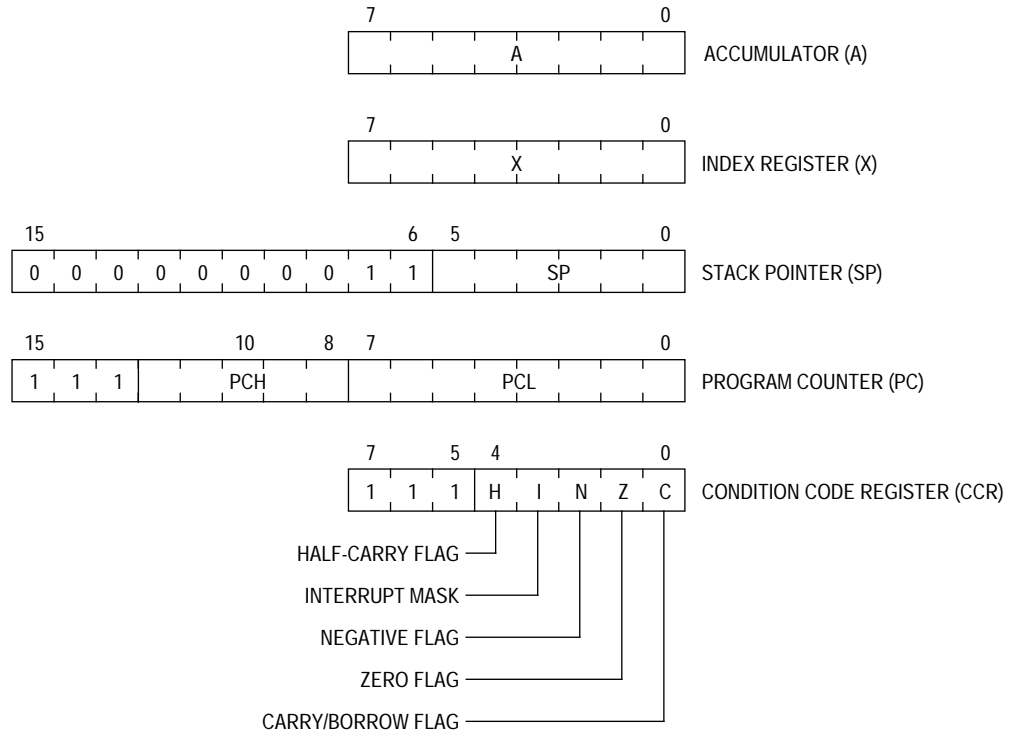 7 0
A ACCUMULATOR (A)
7 0
X INDEX REGISTER (X)
15 6 5 0
0 0 0 0 0 0 0 0 1 1 SP STACK POINTER (SP)
15 10 8 7 0
1 1 1 PCH PCL PROGRAM COUNTER (PC)
7 5 4 0
1 1 1 H I N Z C CONDITION CODE REGISTER (CCR)
HALF-CARRY FLAG
INTERRUPT MASK
NEGATIVE FLAG
ZERO FLAG
CARRY/BORROW FLAG